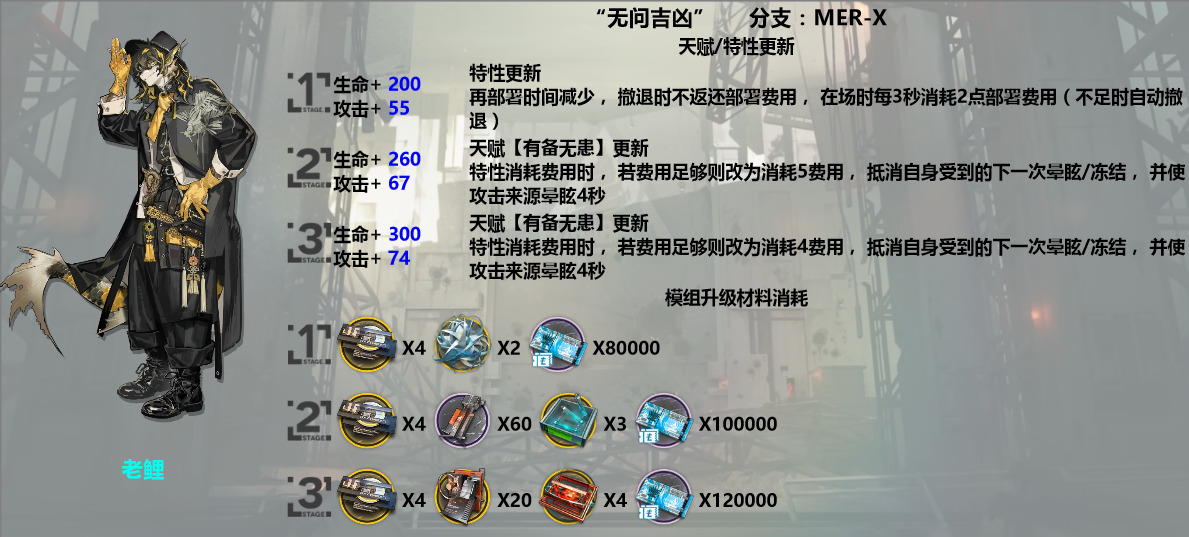 “无问吉凶” 分支：MER-X
天赋/特性更新
1 STAGE.
生命+ 200
攻击+ 55
特性更新
再部署时间减少，撤退时不返还部署费用，在场时每3秒消耗2点部署费用（不足时自动撤
退）
2 STAGE.
生命+ 260
攻击+ 67
天赋【有备无患】更新
特性消耗费用时，若费用足够则改为消耗5费用，抵消自身受到的下一次晕眩/冻结，并使
攻击来源晕眩4秒
3 STAGE.
生命+ 300
攻击+ 74
天赋【有备无患】更新
特性消耗费用时，若费用足够则改为消耗4费用，抵消自身受到的下一次晕眩/冻结，并使
攻击来源晕眩4秒
模组升级材料消耗
1 STAGE. X4 X2 X80000
2 STAGE. X4 X60 X3 X100000
3 STAGE. X4 X20 X4 X120000
老鲤